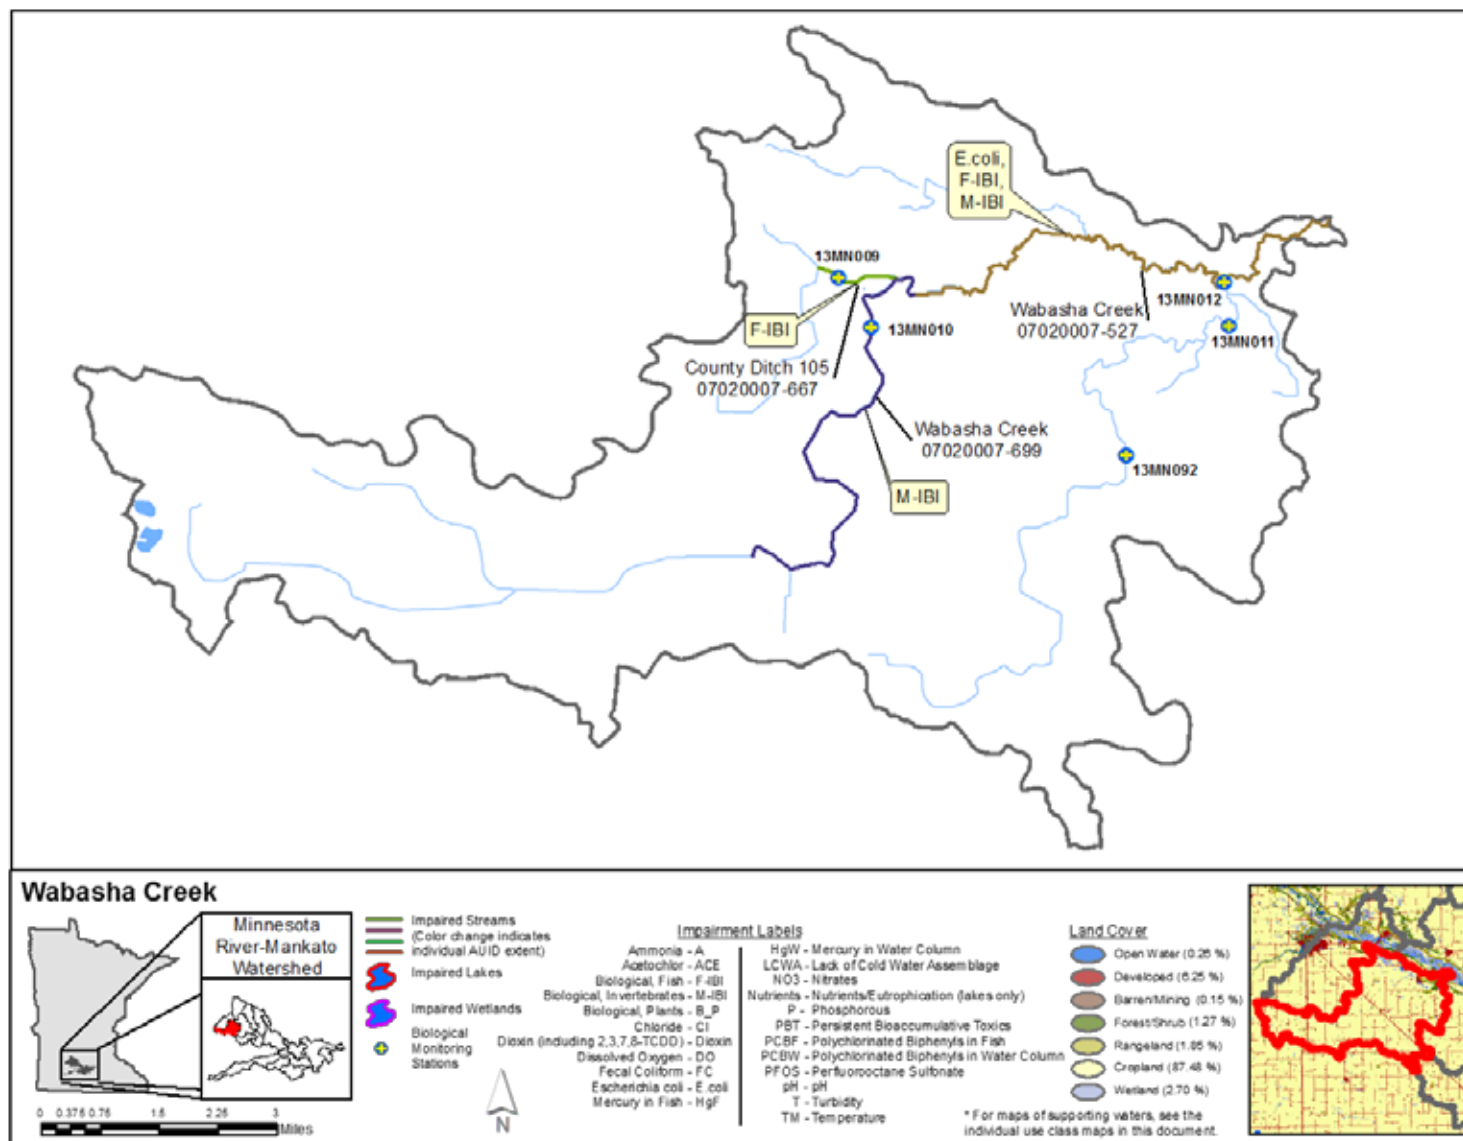 E.coli,
F-IBI,
M-IBI
13MN009
13MN012
Wabasha Creek
07020007-527
13MN011
F-IBI
13MN010
County Ditch 105
07020007-667
Wabasha Creek
07020007-699
13MN092
M-IBI
Wabasha Creek
Minnesota
River-Mankato
Watershed
Impaired Streams
(Color change indicates
individual AUID extent)
Impaired Lakes
Impaired Wetlands
Biological
Monitoring
Stations
N
0 0.375 0.75 1.5 2.25 3
Miles
Impairment Labels
Ammonia - A
Acetochlor - ACE
Biological, Fish - F-IBI
Biological, Invertebrates - M-IBI
Biological, Plants - B_P
Chloride - Cl
Dioxin (including 2,3,7,8-TCDD) - Dioxin
Dissolved Oxygen - DO
Fecal Coliform - FC
Escherichia coli - E.coli
Mercury in Fish - HgF
HgW - Mercury in Water Column
LCWA - Lack of Cold Water Assemblage
NO3 - Nitrates
Nutrients - Nutrients/Eutrophication (lakes only)
P - Phosphorous
PBT - Persistent Bioaccumulative Toxics
PCBF - Polychlorinated Biphenyls in Fish
PCBW - Polychlorinated Biphenyls in Water Column
PFOS - Perfluorooctane Sulfonate
pH - pH
T - Turbidity
TM - Temperature
Land Cover
Open Water (0.25 %)
Developed (6.25 %)
Barren/Mining (0.15 %)
Forest/Shrub (1.27 %)
Rangeland (1.85 %)
Cropland (87.48 %)
Wetland (2.70 %)
* For maps of supporting waters, see the
individual use class maps in this document.